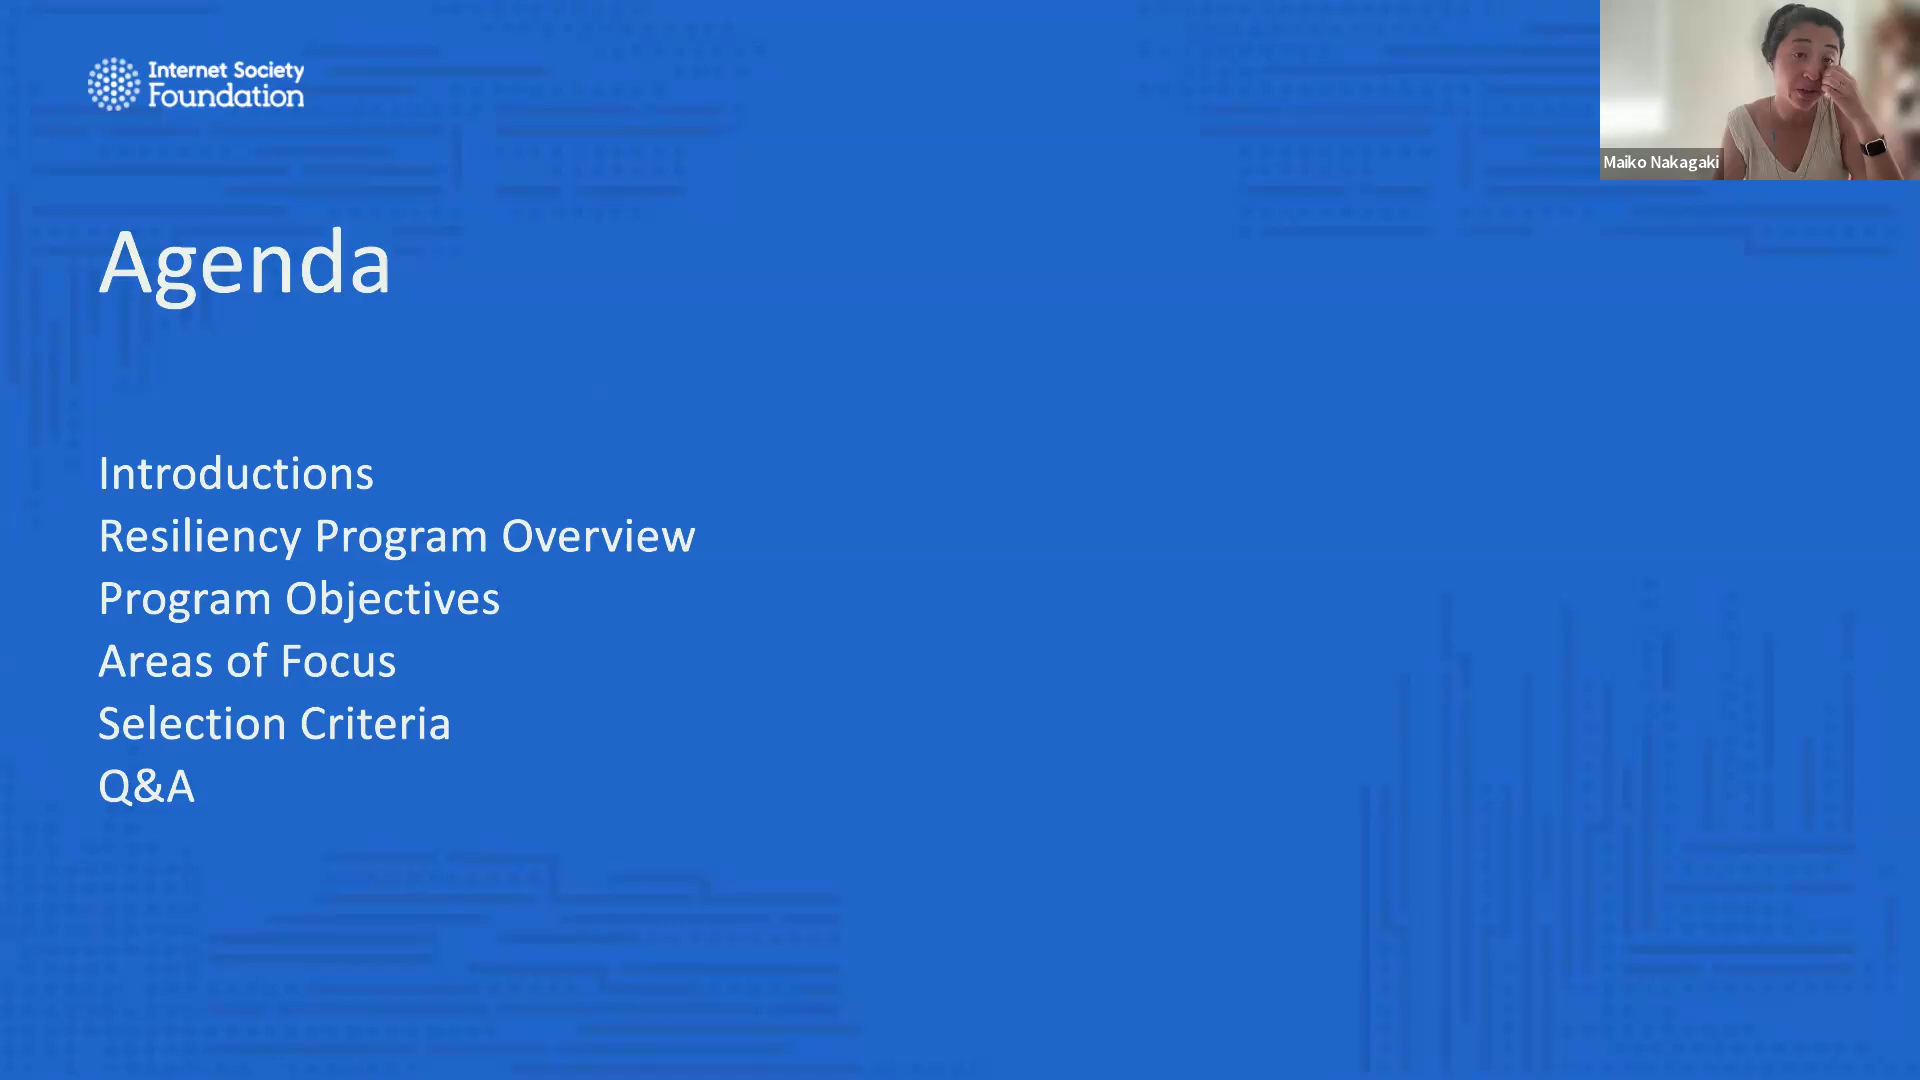 Internet Society
Foundation
Maiko Nakagaki
Agenda
Introductions
Resiliency Program Overview
Program Objectives
Areas of Focus
Selection Criteria
Q&A